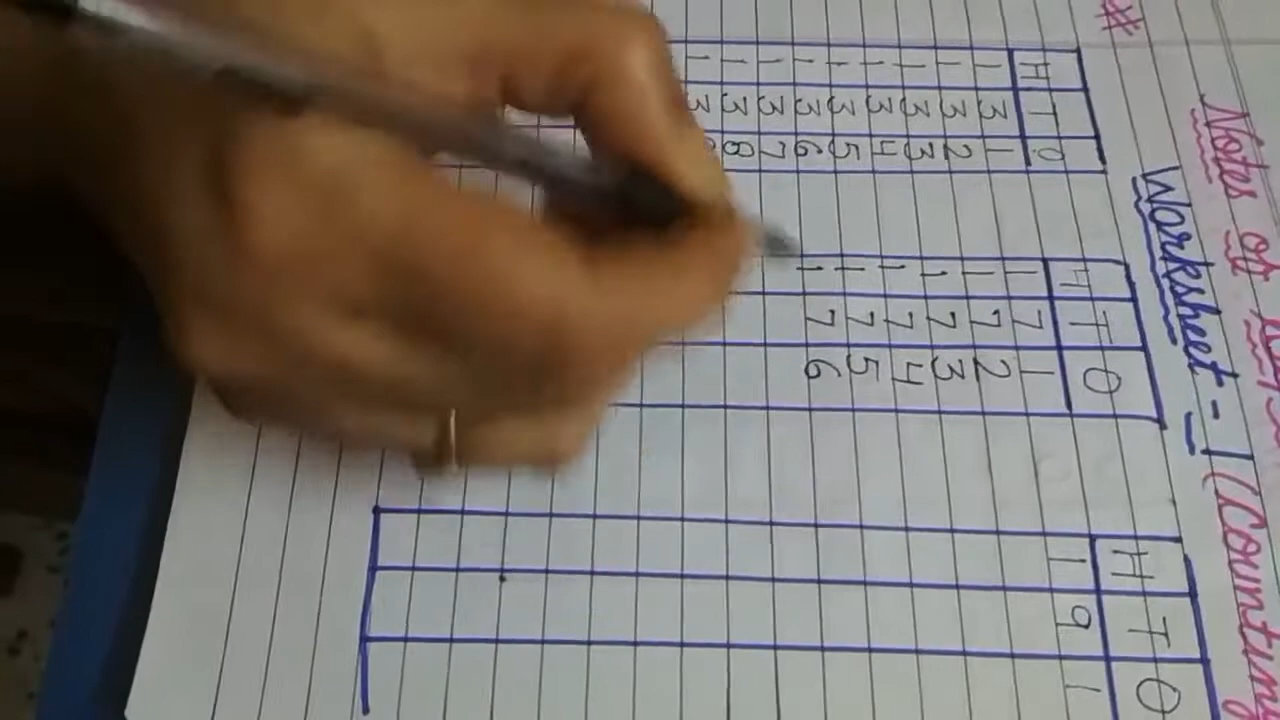 #
Notes of
Worksheet - 1 (Counting
H T O H T O H T O
1 3 1 1 7 1 1 9 1
1 3 2 1 7 2
1 3 3 1 7 3
1 3 4 1 7 4
1 3 5 1 7 5
1 3 6 1 7 6
1 3 7
1 3 8
1 3